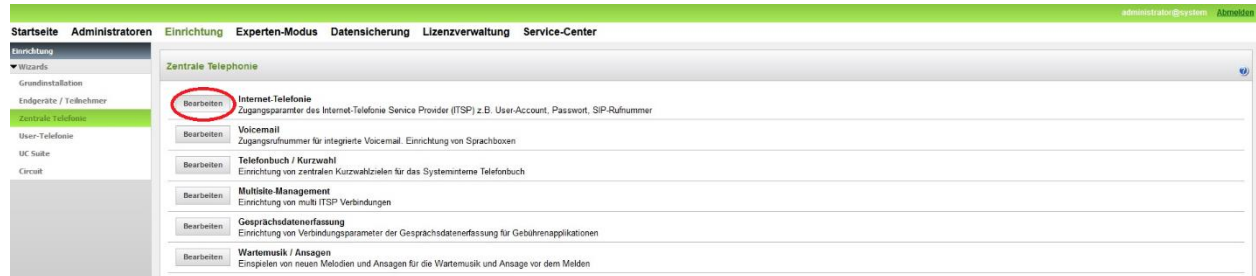 administrator@system Abmelden
Startseite Administratoren Einrichtung Experten-Modus Datensicherung Lizenzverwaltung Service-Center
Einrichtung
Wizards
Grundinstallation
Endgeräte / Teilnehmer
Zentrale Telefonie
User-Telefonie
UC Suite
Circuit
Zentrale Telephonie
Bearbeiten Internet-Telefonie
Zugangsparamter des Internet-Telefonie Service Provider (ITSP) z.B. User-Account, Passwort, SIP-Rufnummer
Bearbeiten Voicemail
Zugangsrufnummer für integrierte Voicemail. Einrichtung von Sprachboxen
Bearbeiten Telefonbuch / Kurzwahl
Einrichtung von zentralen Kurzwahlzielen für das Systeminterne Telefonbuch
Bearbeiten Multisite-Management
Einrichtung von multi ITSP Verbindungen
Bearbeiten Gesprächsdatenerfassung
Einrichtung von Verbindungsparameter der Gesprächsdatenerfassung für Gebührenapplikationen
Bearbeiten Wartemusik / Ansagen
Einspielen von neuen Melodien und Ansagen für die Wartemusik und Ansage vor dem Melden